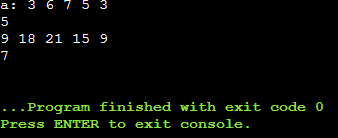 a: 3 6 7 5 3
5
9 18 21 15 9
7
...Program finished with exit code 0
Press ENTER to exit console.